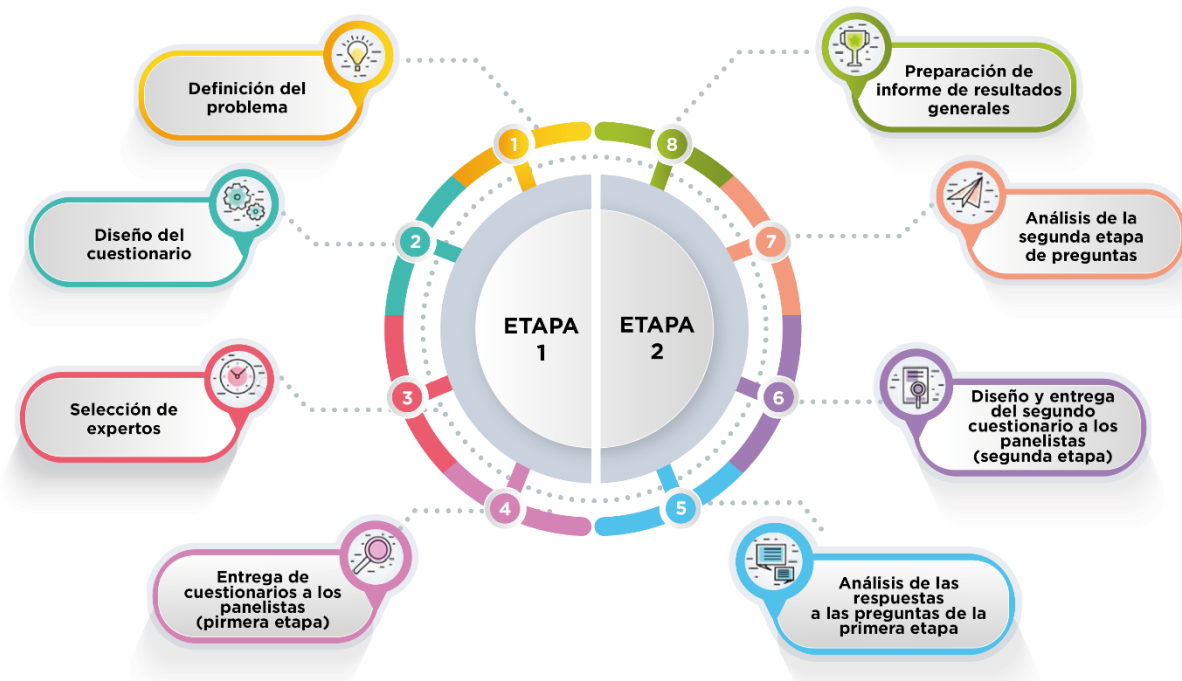 Definición del
problema
1
Diseño del
cuestionario
2
Selección de
expertos
3
Entrega de
cuestionarios a los
panelistas
(pirmera etapa)
4
ETAPA
1
ETAPA
2
Análisis de las
respuestas
a las preguntas de la
primera etapa
5
Diseño y entrega
del segundo
cuestionario a los
panelistas
(segunda etapa)
6
Análisis de la
segunda etapa
de preguntas
7
Preparación de
informe de resultados
generales
8